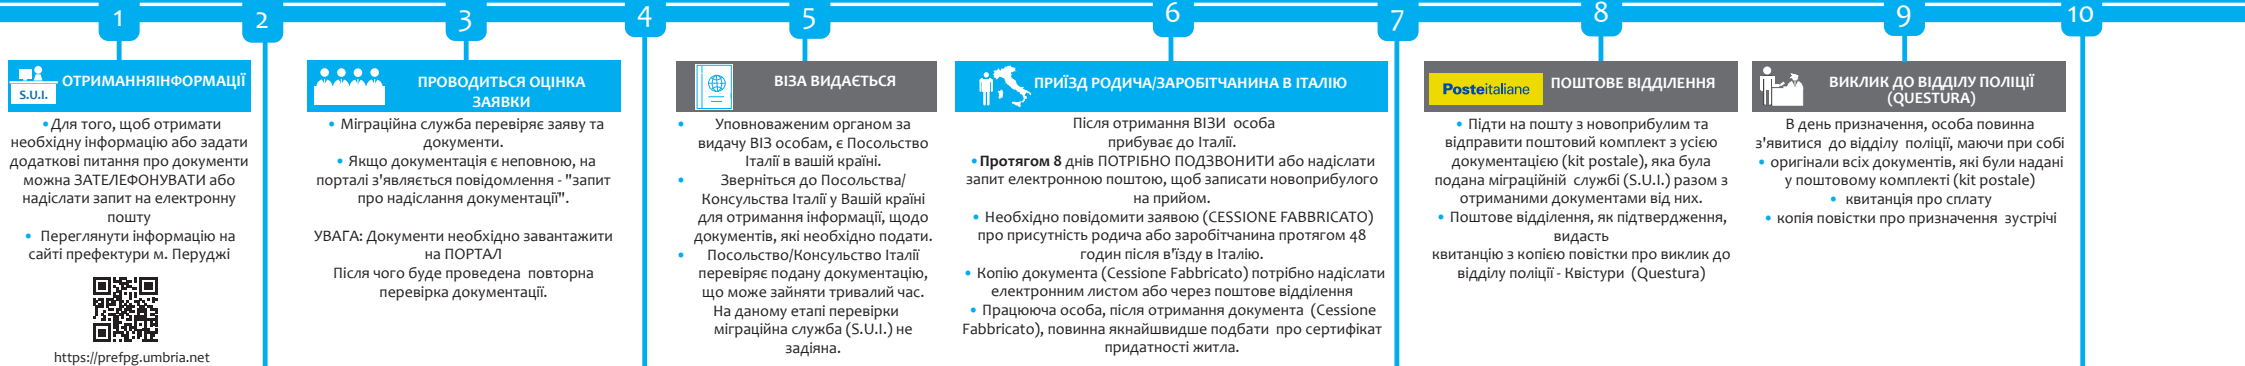 1
2
3
4
5
6
7
8
9
10
S.U.I.
ОТРИМАННЯІНФОРМАЦІЇ
• Для того, щоб отримати
необхідну інформацію або задати
додаткові питання про документи
можна ЗАТЕЛЕФОНУВАТИ або
надіслати запит на електронну
пошту
• Переглянути інформацію на
сайті префектури м. Перуджі
https://prefpg.umbria.net
ПРОВОДИТЬСЯ ОЦІНКА
ЗАЯВКИ
• Міграційна служба перевіряє заяву та
документи.
• Якщо документація є неповною, на
порталі з'являється повідомлення - "запит
про надіслання документації".
УВАГА: Документи необхідно завантажити
на ПОРТАЛ
Після чого буде проведена повторна
перевірка документації.
ВІЗА ВИДАЄТЬСЯ
• Уповноваженим органом за
видачу ВІЗ особам, є Посольство
Італії в вашій країні.
• Зверніться до Посольства/
Консульства Італії у Вашій країні
для отримання інформації, щодо
документів, які необхідно подати.
• Посольство/Консульство Італії
перевіряє подану документацію,
що може зайняти тривалий час.
На даному етапі перевірки
міграційна служба (S.U.I.) не
задіяна.
ПРИЇЗД РОДИЧА/ЗАРОБІТЧАНИНА В ІТАЛІЮ
Після отримання ВІЗИ особа
прибуває до Італії.
• Протягом 8 днів ПОТРІБНО ПОДЗВОНИТИ або надіслати
запит електронною поштою, щоб записати новоприбулого
на прийом.
• Необхідно повідомити заявою (CESSIONE FABBRICATO)
про присутність родича або заробітчанина протягом 48
годин після в'їзду в Італію.
• Копію документа (Cessione Fabbricato) потрібно надіслати
електронним листом або через поштове відділення
• Працююча особа, після отримання документа (Cessione
Fabbricato), повинна якнайшвидше подбати про сертифікат
придатності житла.
Posteitaliane
ПОШТОВЕ ВІДДІЛЕННЯ
• Підти на пошту з новоприбулим та
відправити поштовий комплект з усією
документацією (kit postale), яка була
подана міграційній службі (S.U.I.) разом з
отриманими документами від них.
• Поштове відділення, як підтвердження,
видасть
квитанцію з копією повістки про виклик до
відділу поліції - Квістури (Questura)
ВИКЛИК ДО ВІДДІЛУ ПОЛІЦІЇ
(QUESTURA)
В день призначення, особа повинна
з'явитися до відділу поліції, маючи при собі
• оригінали всіх документів, які були надані
у поштовому комплекті (kit postale)
• квитанція про сплату
• копія повістки про призначення зустрічі